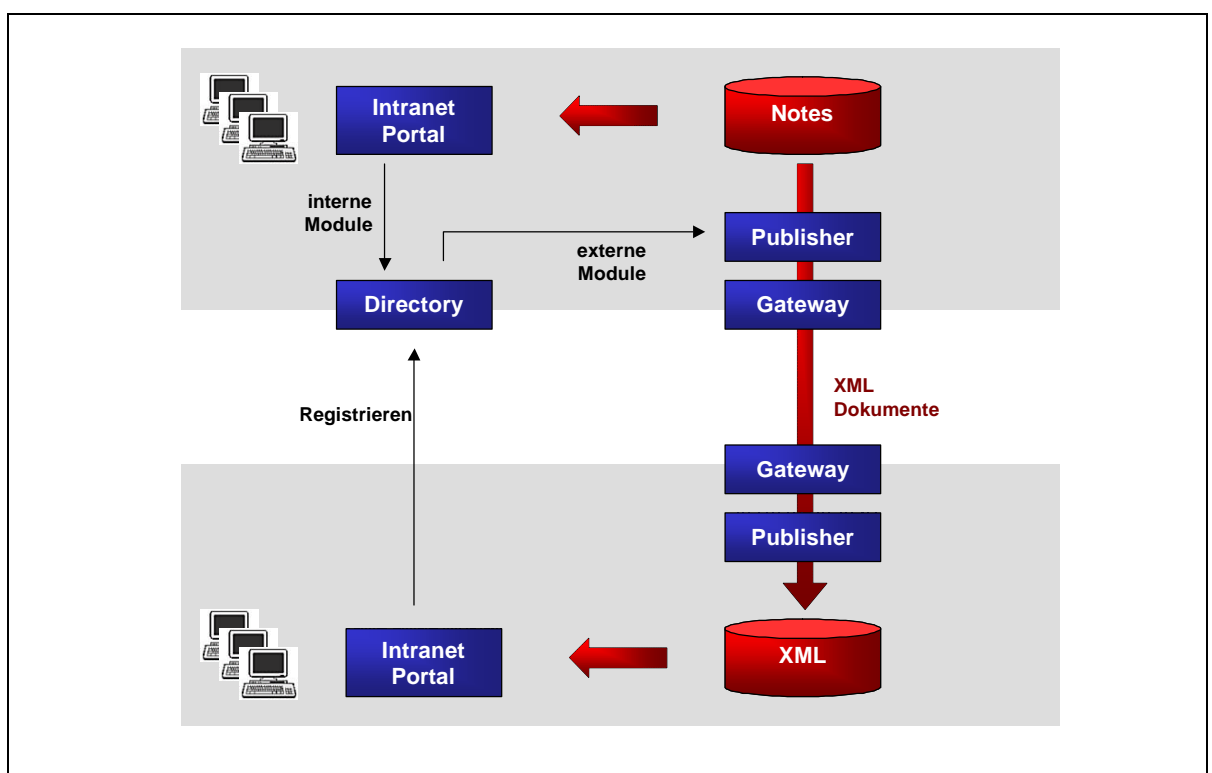 Intranet
Portal
Notes
interne
Module
Publisher
externe
Module
Directory
Gateway
XML
Dokumente
Registrieren
Gateway
Publisher
Intranet
Portal
XML